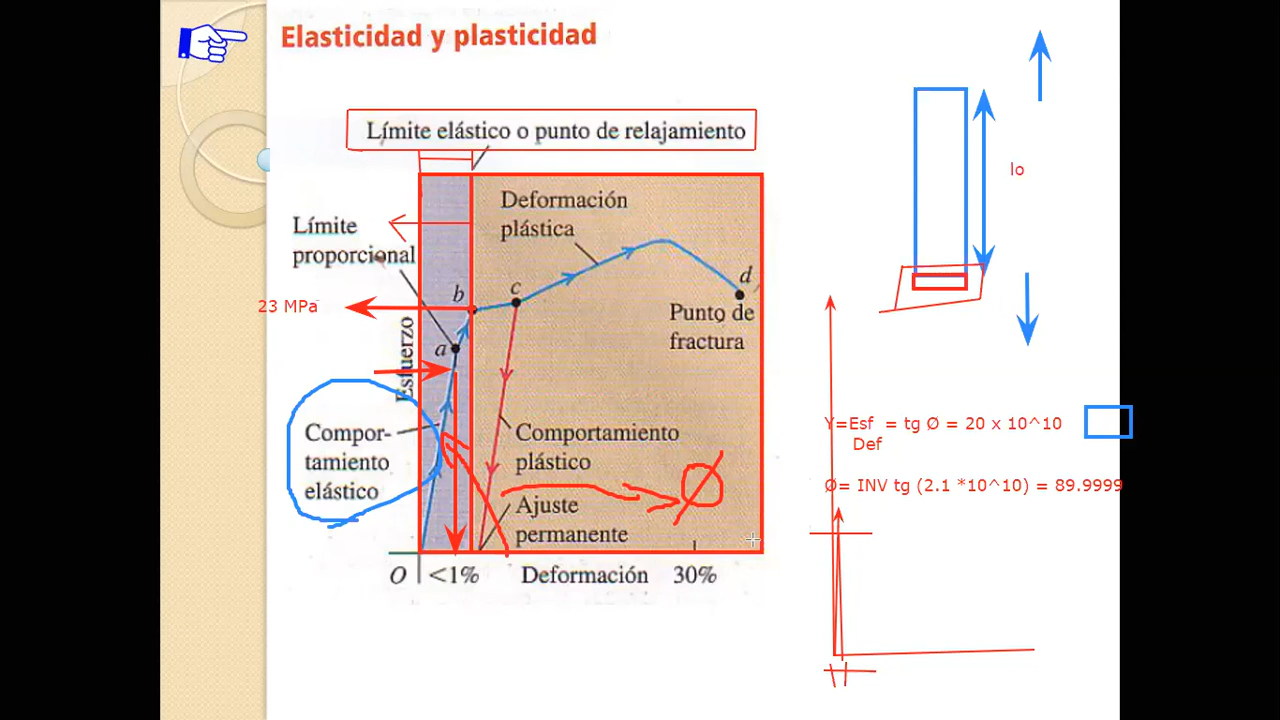 Elasticidad y plasticidad
Límite elástico o punto de relajamiento
Deformación
plástica
Límite
proporcional
lo
b
c
d
23 MPa
Punto de
fractura
a
Esfuerzo
Compor-
tamiento
elástico
Comportamiento
plástico
Ø
Ajuste
permanente
O
<1%
Deformación
30%
Y=Esf = tg Ø = 20 x 10^10
Def
Ø= INV tg (2.1 *10^10) = 89.9999